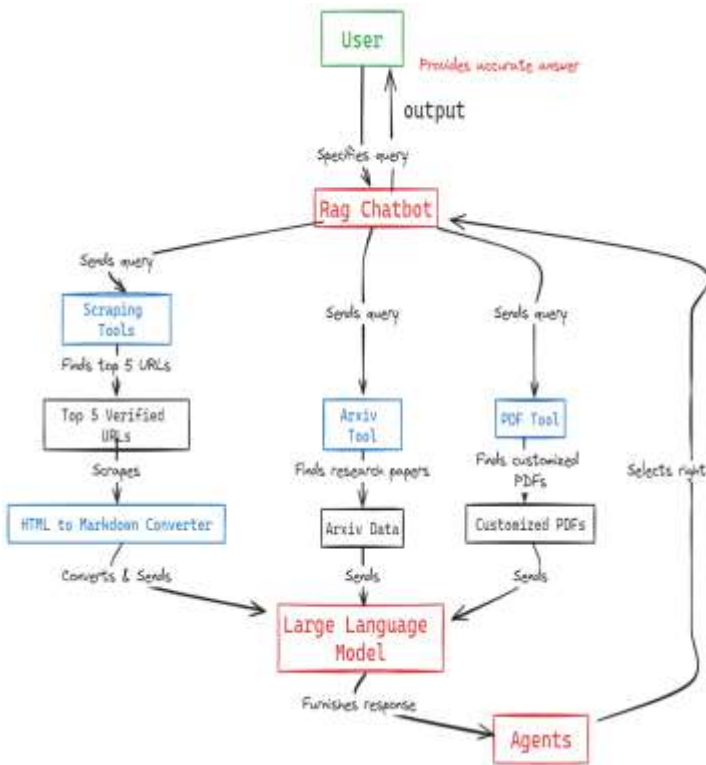 User
Provides accurate answer
output
Specifies query
Rag Chatbot
Sends query
Sends query
Sends query
Scraping
Tools
Finds top 5 URLs
Top 5 Verified
URLs
Arxiv
Tool
PDF Tool
Scrapes
Finds research papers
Finds customized
PDFs
Selects right
HTML to Markdown Converter
Arxiv Data
Customized PDFs
Converts & Sends
Sends
Sends
Large Language
Model
Furnishes response
Agents